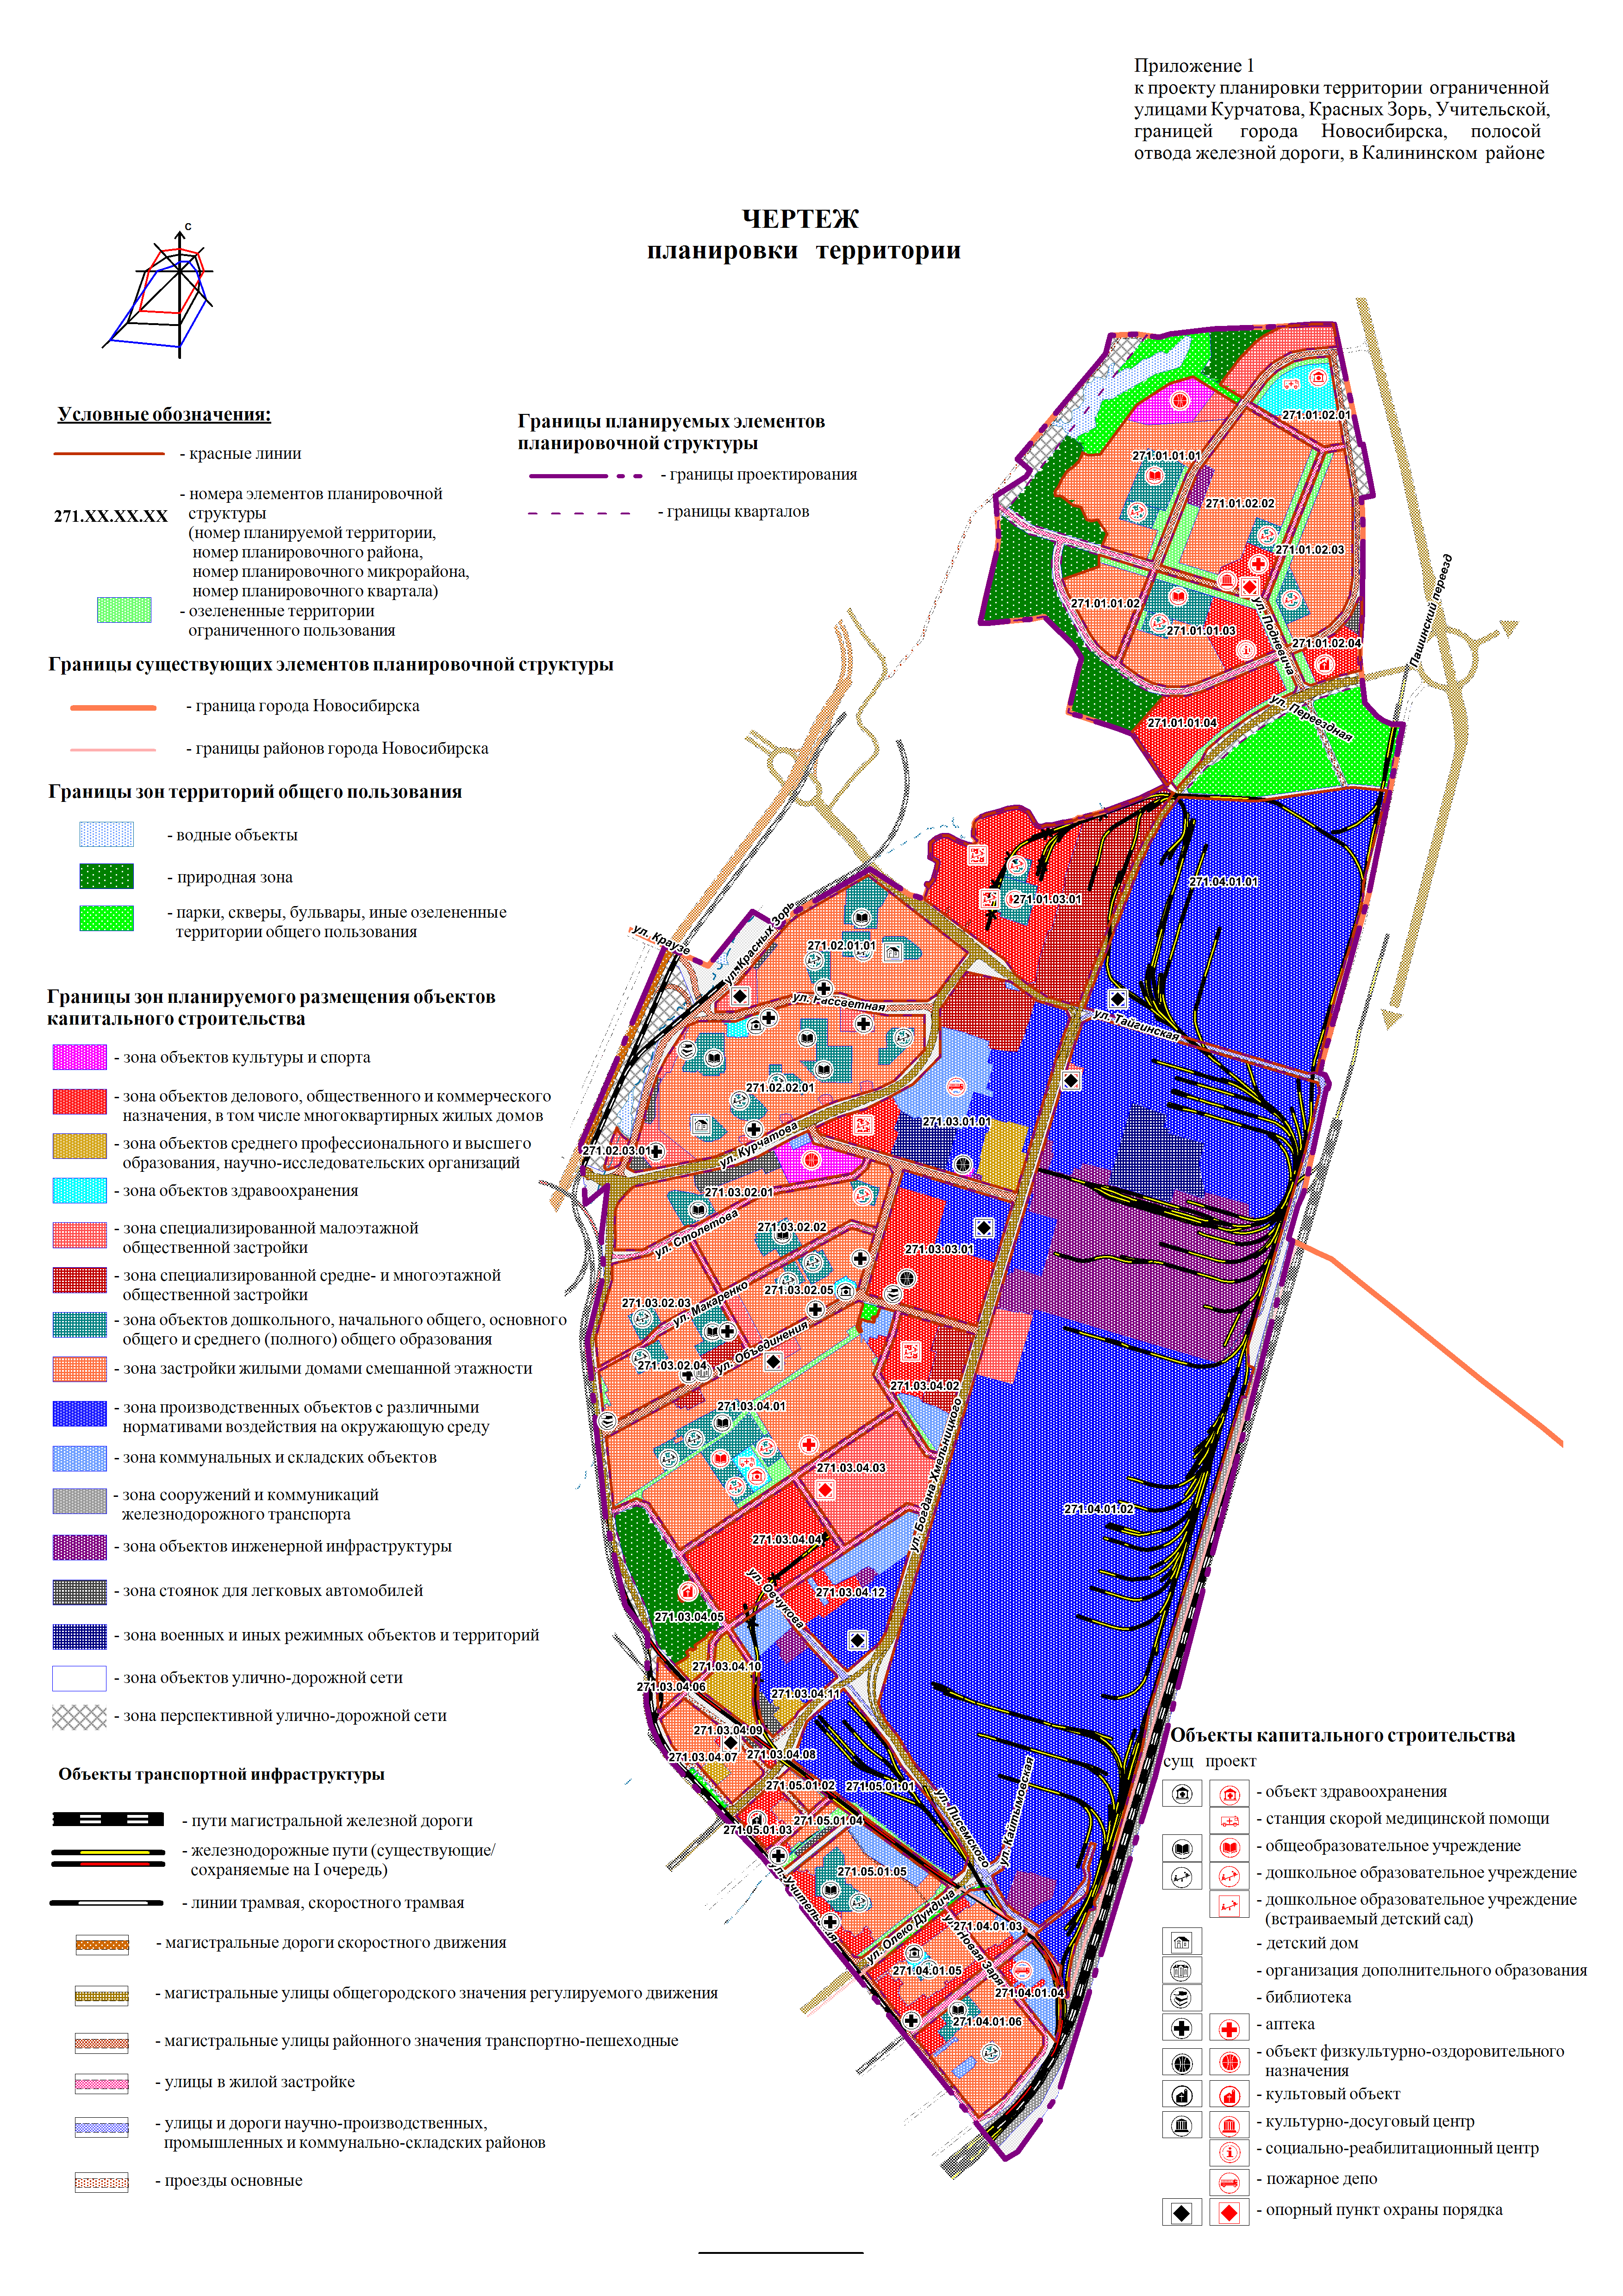 Приложение 1
к проекту планировки территории ограниченной
улицами Курчатова, Красных Зорь, Учительской,
границей города Новосибирска, полосой
отвода железной дороги, в Калининском районе
ЧЕРТЕЖ
планировки территории
С
Условные обозначения:
- красные линии
271.ХХ.ХХ.ХХ
- номера элементов планировочной
структуры
(номер планируемой территории,
номер планировочного района,
номер планировочного микрорайона,
номер планировочного квартала)
- озелененные территории
ограниченного пользования
Границы планируемых элементов
планировочной структуры
- границы проектирования
- границы кварталов
Границы существующих элементов планировочной структуры
- граница города Новосибирска
- границы районов города Новосибирска
Границы зон территорий общего пользования
- водные объекты
- природная зона
- парки, скверы, бульвары, иные озелененные
территории общего пользования
Границы зон планируемого размещения объектов
капитального строительства
- зона объектов культуры и спорта
- зона объектов делового, общественного и коммерческого
назначения, в том числе многоквартирных жилых домов
- зона объектов среднего профессионального и высшего
образования, научно-исследовательских организаций
- зона объектов здравоохранения
- зона специализированной малоэтажной
общественной застройки
- зона специализированной средне- и многоэтажной
общественной застройки
- зона объектов дошкольного, начального общего, основного
общего и среднего (полного) общего образования
- зона застройки жилыми домами смешанной этажности
- зона производственных объектов с различными
нормативами воздействия на окружающую среду
- зона коммунальных и складских объектов
- зона сооружений и коммуникаций
железнодорожного транспорта
- зона объектов инженерной инфраструктуры
- зона стоянок для легковых автомобилей
- зона военных и иных режимных объектов и территорий
- зона объектов улично-дорожной сети
- зона перспективной улично-дорожной сети
Объекты транспортной инфраструктуры
- пути магистральной железной дороги
- железнодорожные пути (существующие/
сохраняемые на I очередь)
- линии трамвая, скоростного трамвая
- магистральные дороги скоростного движения
- магистральные улицы общегородского значения регулируемого движения
- магистральные улицы районного значения транспортно-пешеходные
- улицы в жилой застройке
- улицы и дороги научно-производственных,
промышленных и коммунально-складских районов
- проезды основные
271.01.02.01
271.01.01.01
271.01.02.02
271.01.02.03
271.01.01.02
271.01.01.03
271.01.02.04
271.01.01.04
ул. Подневича
Пашинский переезд
ул. Переездная
271.04.01.01
271.01.03.01
ул. Краузе
ул. Красных Зорь
271.02.01.01
ул. Рассветная
ул. Тайгинская
271.02.02.01
271.03.01.01
271.02.03.01
ул. Курчатова
271.03.02.01
ул. Столетова
271.03.02.02
271.03.03.01
271.03.02.03
ул. Макаренко
271.03.02.05
ул. Объединения
271.03.02.04
271.03.04.02
271.03.04.01
ул. Богдана Хмельницкого
271.03.04.03
271.04.01.02
271.03.04.04
ул. Овчукова
271.03.04.12
271.03.04.05
271.03.04.10
271.03.04.06
271.03.04.11
271.03.04.09
271.03.04.07
271.03.04.08
271.05.01.02
271.05.01.01
271.05.01.04
271.05.01.03
ул. Писемского
ул. Кайтымовская
271.05.01.05
ул. Учительская
ул. Олеко Дундича
271.04.01.03
ул. Новая Заря
271.04.01.05
271.04.01.04
271.04.01.06
Объекты капитального строительства
сущ проект
- объект здравоохранения
- станция скорой медицинской помощи
- общеобразовательное учреждение
- дошкольное образовательное учреждение
- дошкольное образовательное учреждение
(встраиваемый детский сад)
- детский дом
- организация дополнительного образования
- библиотека
- аптека
- объект физкультурно-оздоровительного
назначения
- культовый объект
- культурно-досуговый центр
- социально-реабилитационный центр
- пожарное депо
- опорный пункт охраны порядка